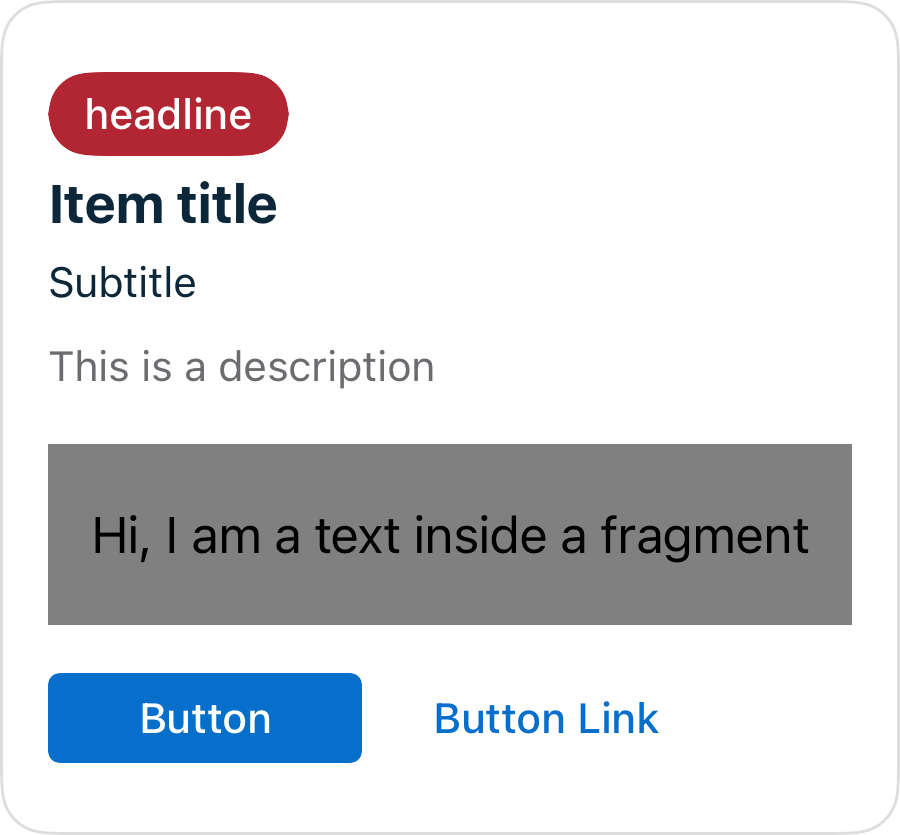 headline
Item title
Subtitle
This is a description
Hi, I am a text inside a fragment
Button
Button Link